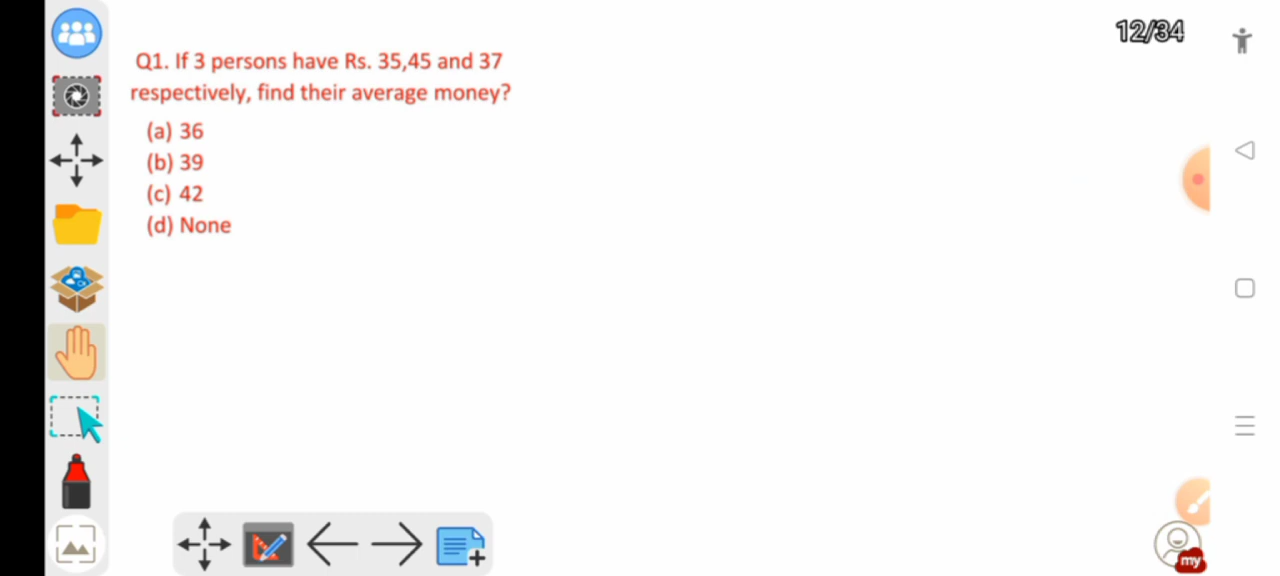 12/34
Q1. If 3 persons have Rs. 35,45 and 37
respectively, find their average money?
(a) 36
(b) 39
(c) 42
(d) None
my